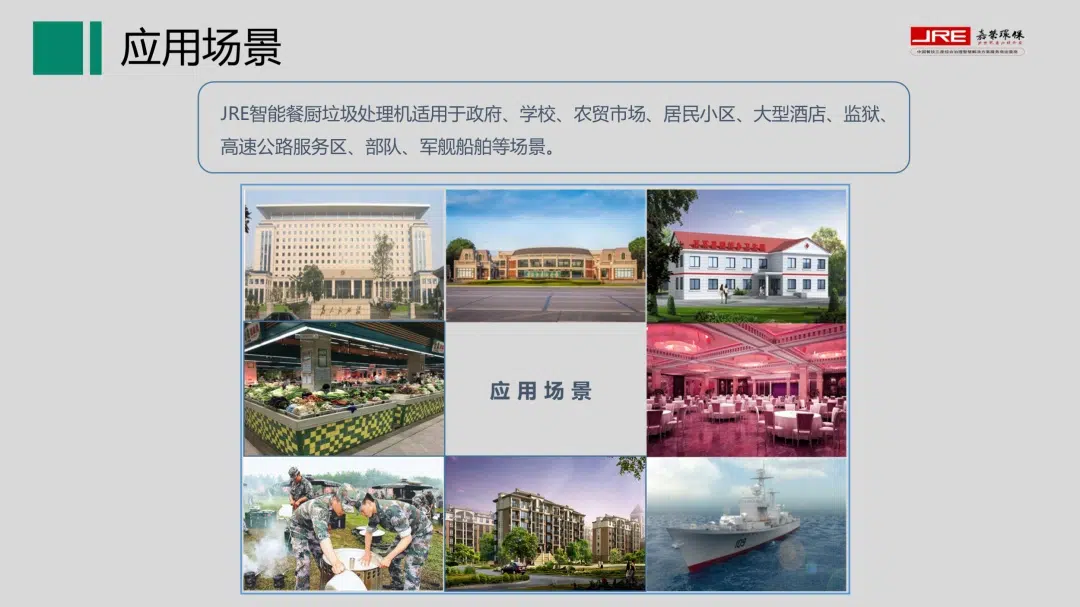 应用场景
JRE 嘉荣环保
JRE智能餐厨垃圾处理机适用于政府、学校、农贸市场、居民小区、大型酒店、监狱、
高速公路服务区、部队、军舰船舶等场景。
应用场景